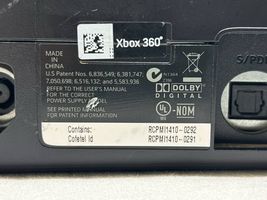 Xbox 360
S/PD
MADE IN
CHINA
U.S Patent Nos. 6,836,549; 6,381,747;
7,050,698; 6,516,132; and 5,583,936
REFER TO THE USER'S MANUAL
FOR THE CORRECT
POWER SUPPLY MODEL
SEE PRINTED MANUAL
FOR PATENT INFORMATION
N1364
DOLBY
DIGITAL
NOM
Contains: RCPMI1410-0292
Cofetel Id RCPMI1410-0291